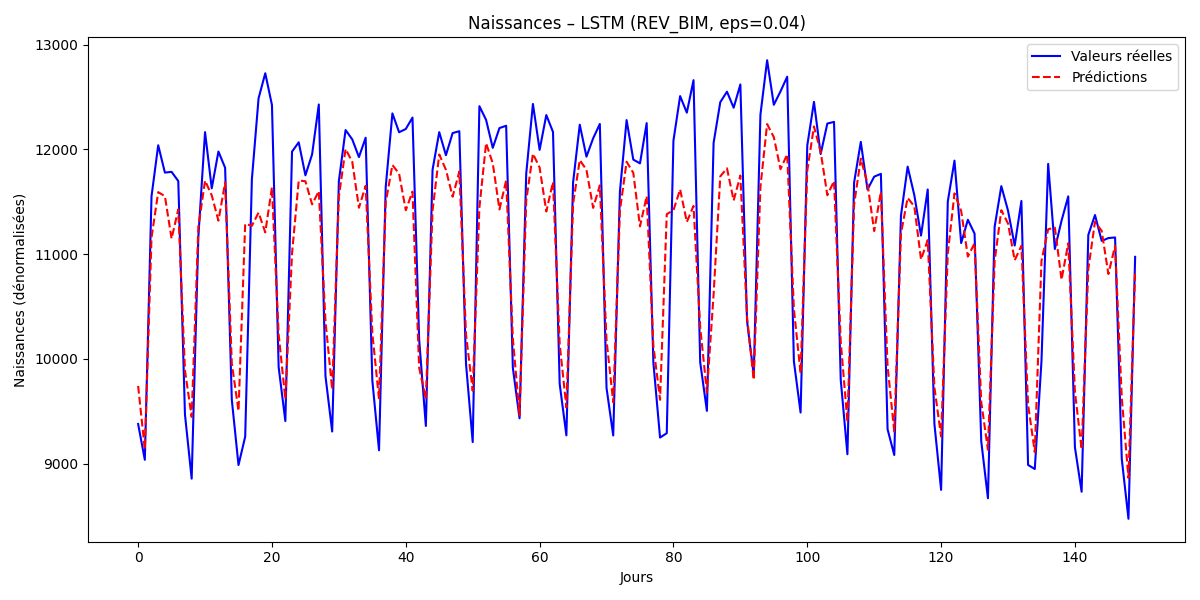 Naissances – LSTM (REV_BIM, eps=0.04)
Valeurs réelles
Prédictions
Naissances (dénormalisées)
13000
12000
11000
10000
9000
0 20 40 60 80 100 120 140
Jours